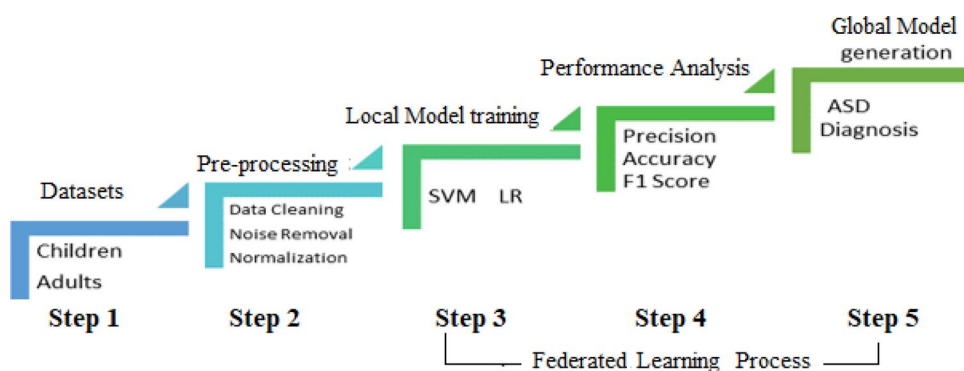 Datasets
Children
Adults
Step 1
Pre-processing
Data Cleaning
Noise Removal
Normalization
Step 2
Local Model training
SVM LR
Step 3
Performance Analysis
Precision
Accuracy
F1 Score
Step 4
Global Model
generation
ASD
Diagnosis
Step 5
Federated Learning Process